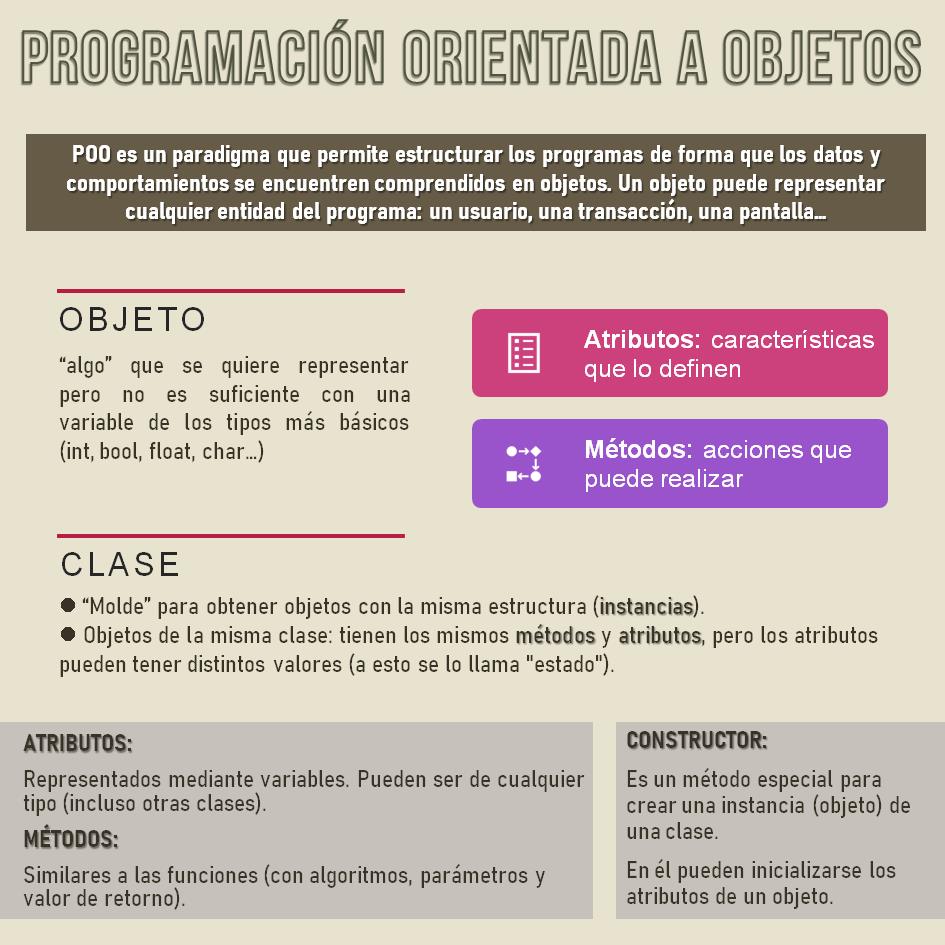 PROGRAMACIÓN ORIENTADA A OBJETOS
POO es un paradigma que permite estructurar los programas de forma que los datos y
comportamientos se encuentren comprendidos en objetos. Un objeto puede representar
cualquier entidad del programa: un usuario, una transacción, una pantalla...
OBJETO
“algo” que se quiere representar
pero no es suficiente con una
variable de los tipos más básicos
(int, bool, float, char...)
Atributos: características
que lo definen
Métodos: acciones que
puede realizar
CLASE
● “Molde” para obtener objetos con la misma estructura (instancias).
● Objetos de la misma clase: tienen los mismos métodos y atributos, pero los atributos
pueden tener distintos valores (a esto se lo llama "estado").
ATRIBUTOS:
Representados mediante variables. Pueden ser de cualquier
tipo (incluso otras clases).
MÉTODOS:
Similares a las funciones (con algoritmos, parámetros y
valor de retorno).
CONSTRUCTOR:
Es un método especial para
crear una instancia (objeto) de
una clase.
En él pueden inicializarse los
atributos de un objeto.